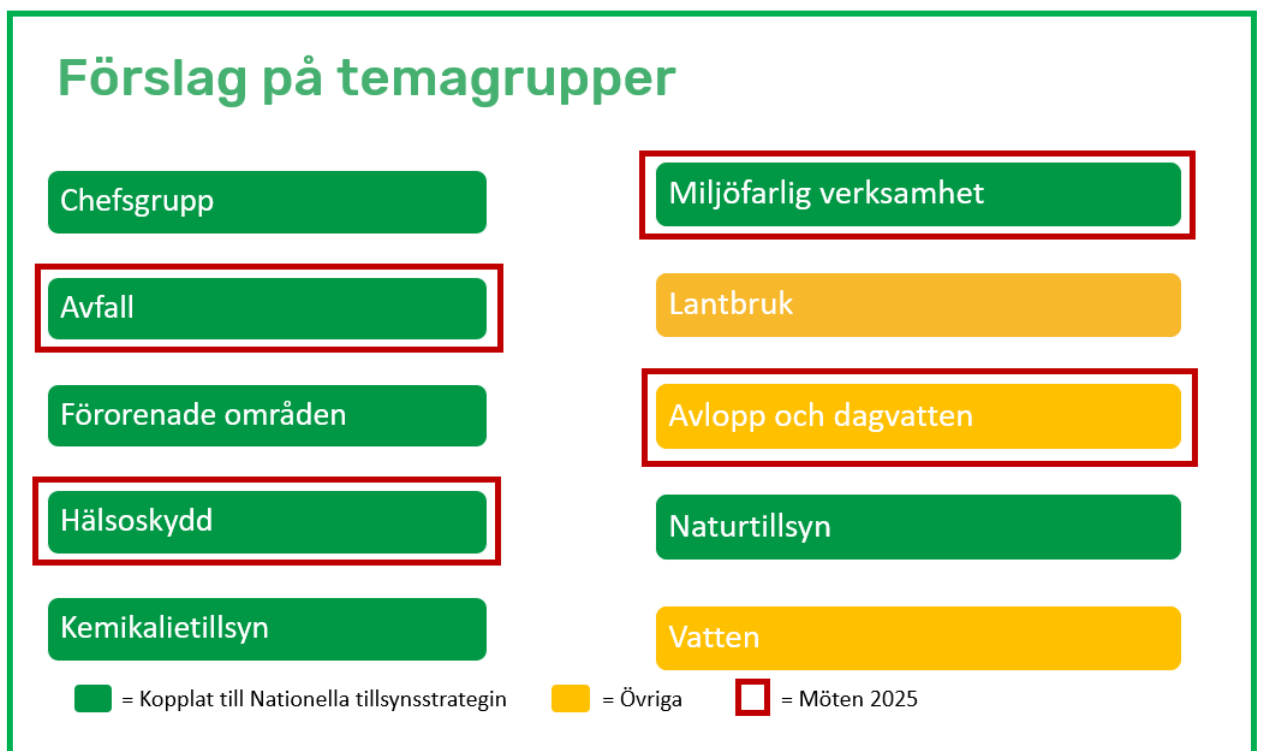 Förslag på temagrupper
Chefsgrupp
Avfall
Förorenade områden
Hälsoskydd
Kemikalietillsyn
Miljöfarlig verksamhet
Lantbruk
Avlopp och dagvatten
Naturtillsyn
Vatten
= Kopplat till Nationella tillsynsstrategin = Övriga = Möten 2025